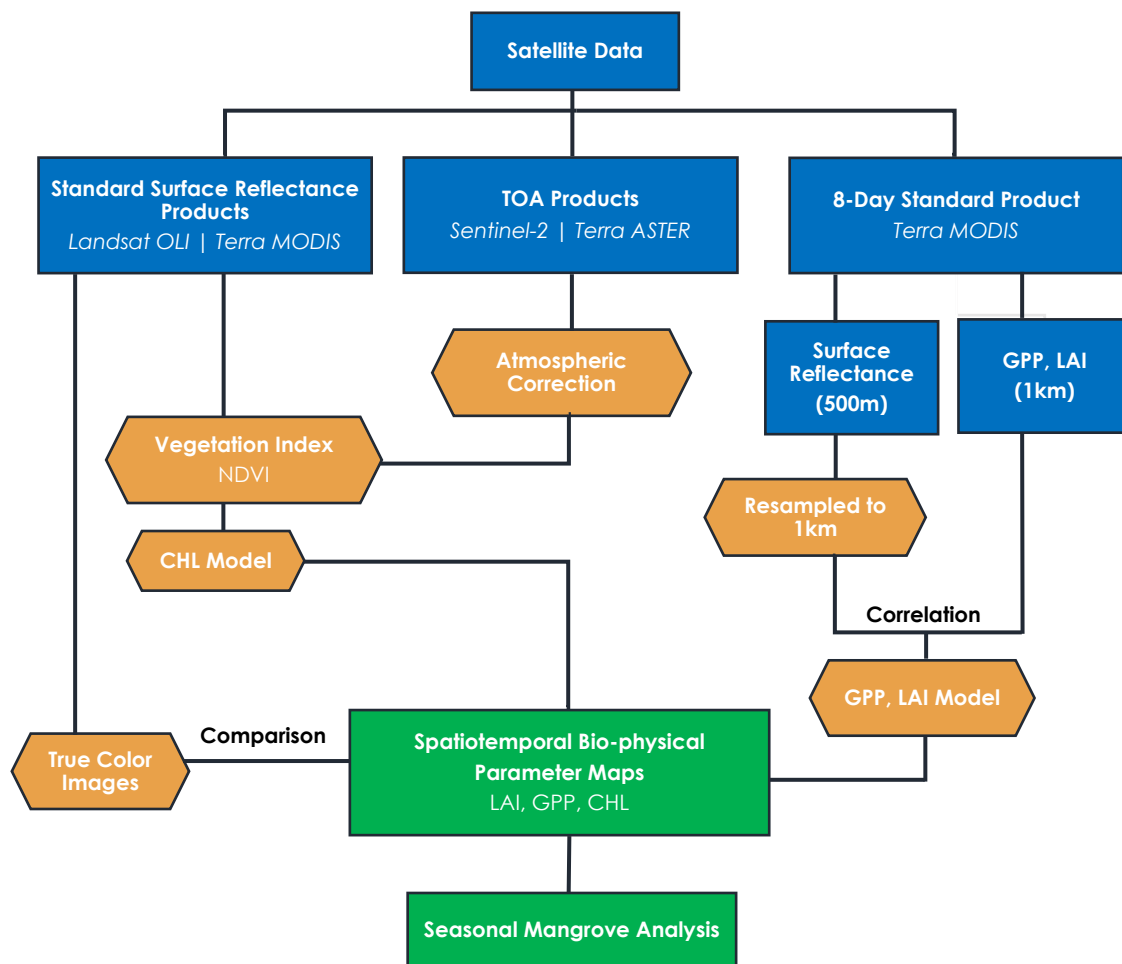 Satellite Data
Standard Surface Reflectance
Products
Landsat OLI | Terra MODIS
TOA Products
Sentinel-2 | Terra ASTER
8-Day Standard Product
Terra MODIS
Atmospheric
Correction
Surface
Reflectance
(500m)
GPP, LAI
(1km)
Vegetation Index
NDVI
Resampled to
1km
CHL Model
Correlation
GPP, LAI Model
True Color
Images
Comparison
Spatiotemporal Bio-physical
Parameter Maps
LAI, GPP, CHL
Seasonal Mangrove Analysis